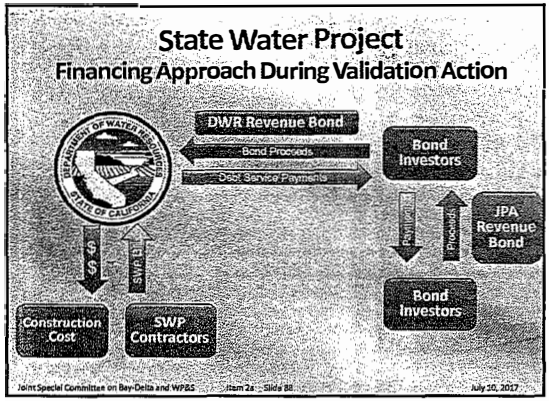 State Water Project
Financing Approach During Validation Action
DWR Revenue Bond
Bond Proceeds
Debt Service Payments
DEPARTMENT OF WATER RESOURCES
STATE OF CALIFORNIA
Bond
Investors
JPA
Revenue
Bond
Payment
Proceeds
$ $
SWP
Construction
Cost
SWP
Contractors
Bond
Investors
Joint Special Committee on Bay-Delta and WP&S
Item 2a
Slide 88
July 10, 2017